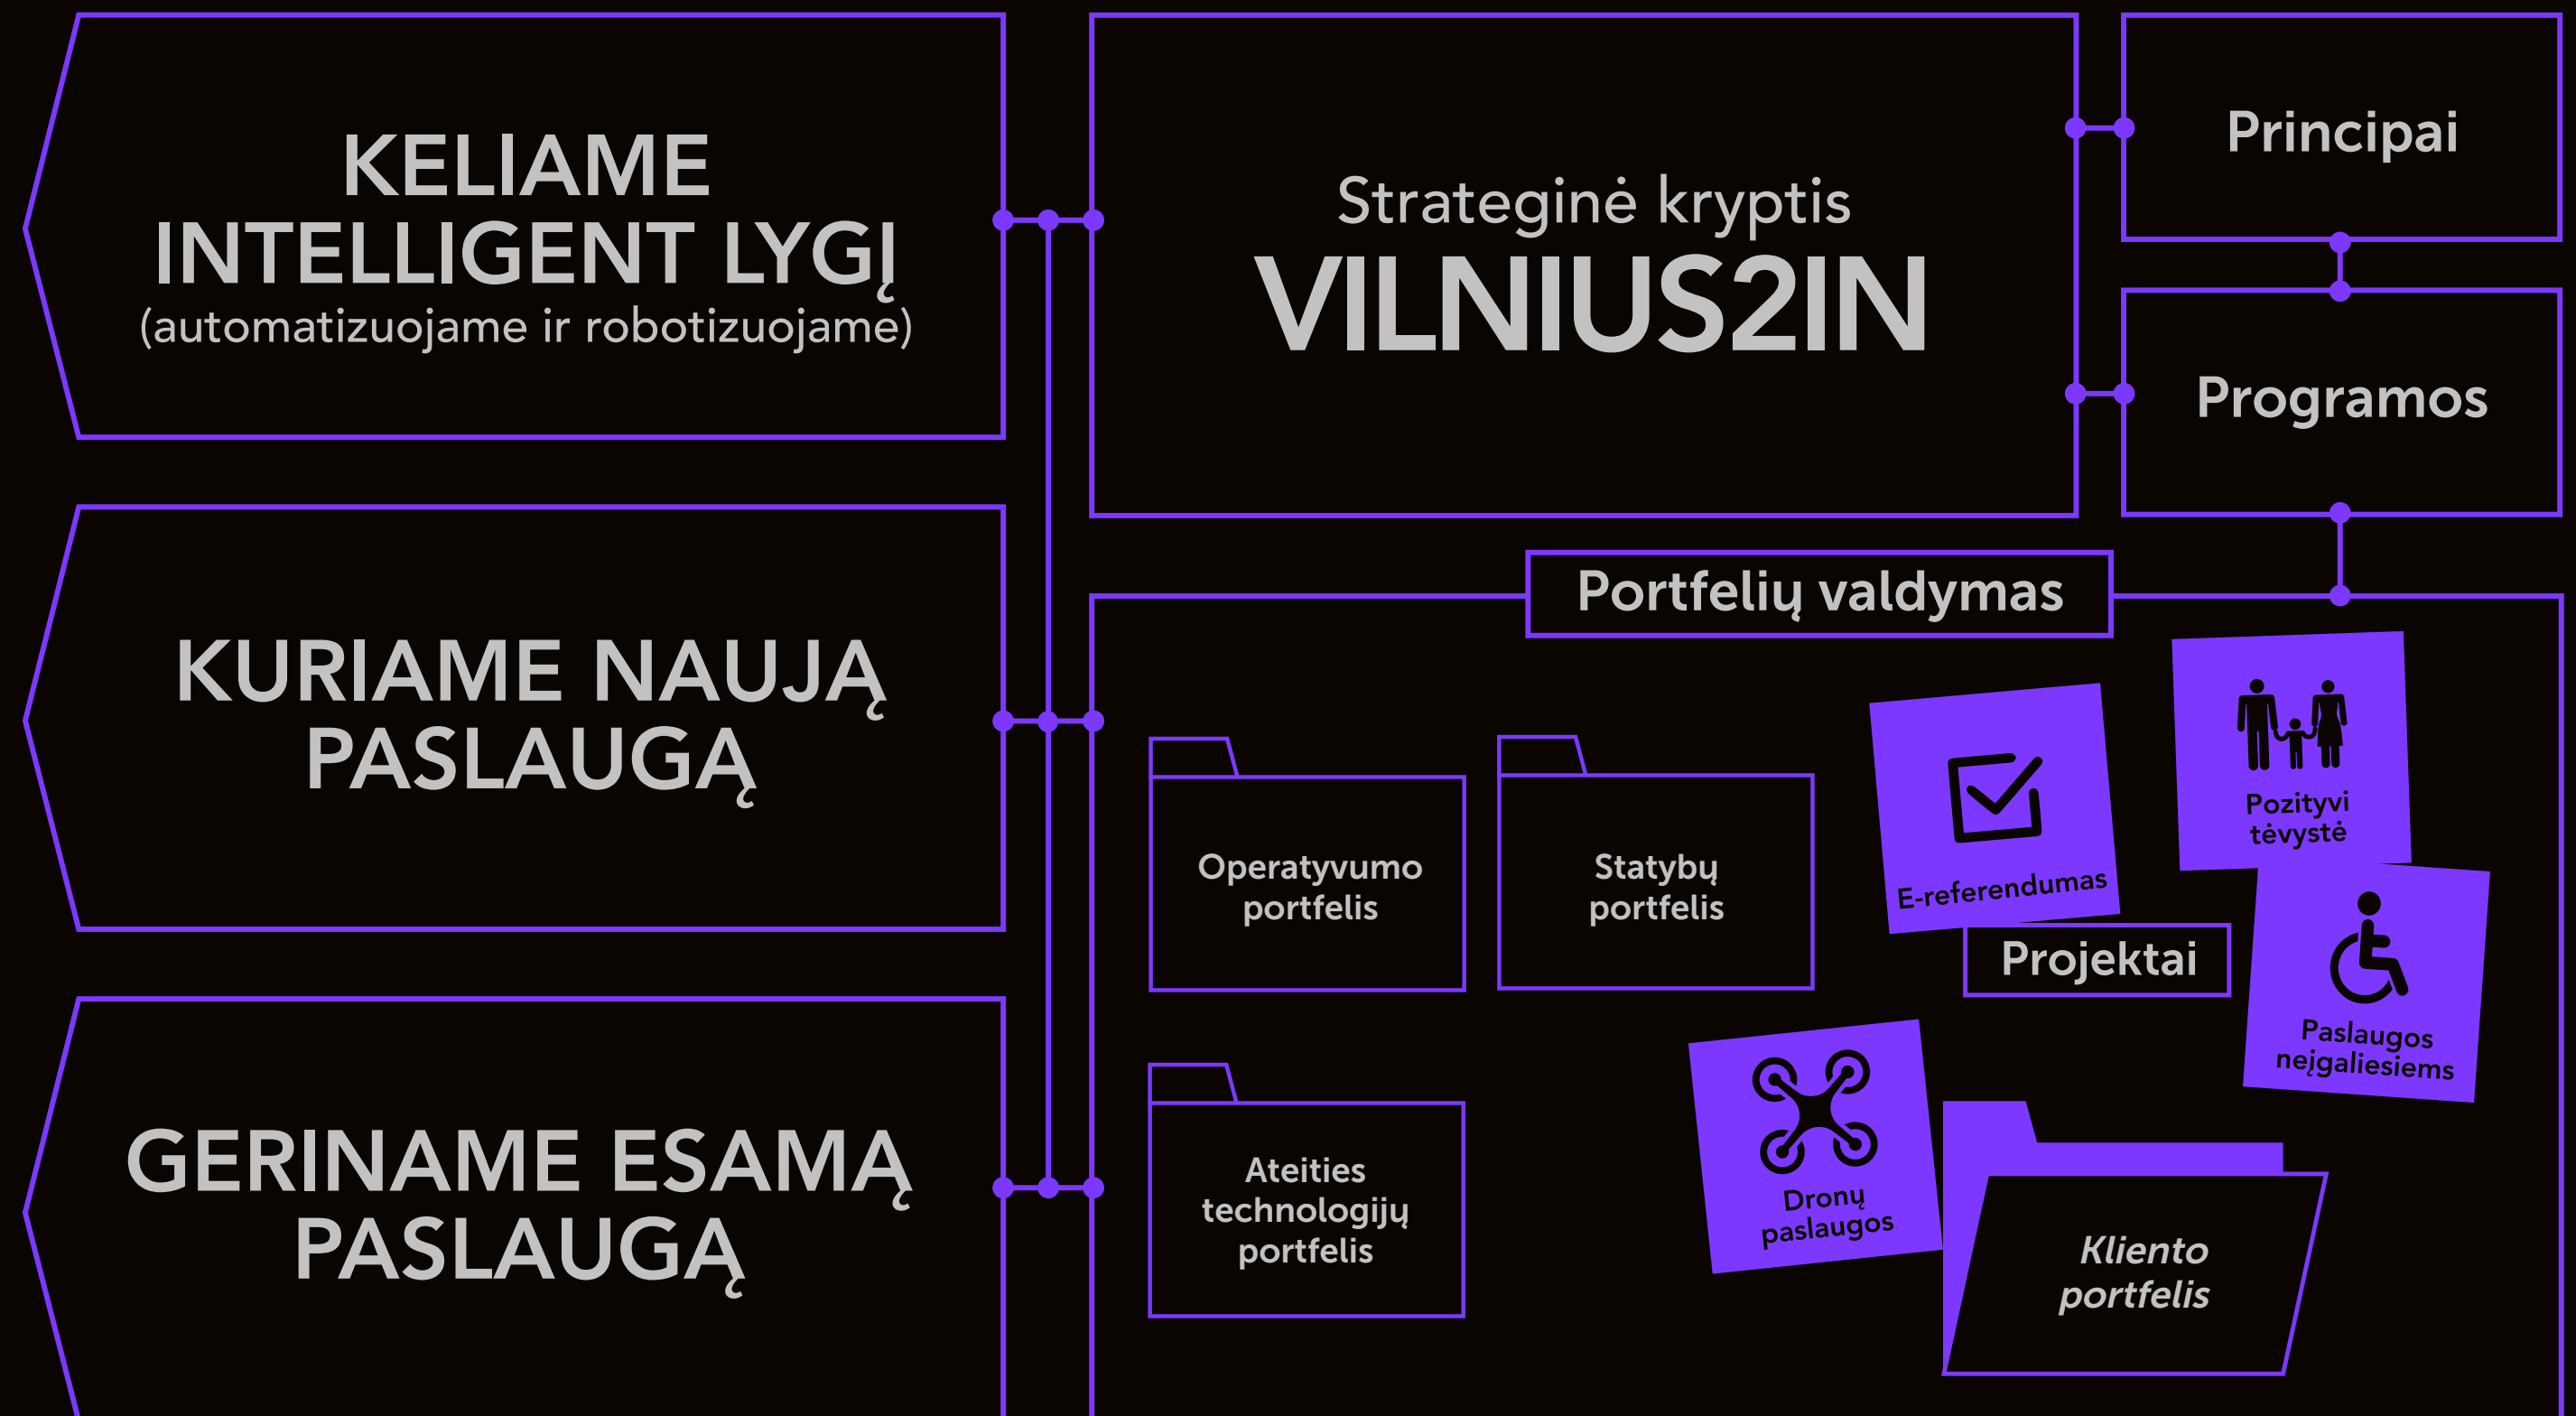 KELIAME
INTELLIGENT LYGĮ
(automatizuojame ir robotizuojame)
Strateginė kryptis
VILNIUS2IN
Principai
Programos
KURIAME NAUJĄ
PASLAUGĄ
GERINAME ESAMĄ
PASLAUGĄ
Portfelių valdymas
Operatyvumo
portfelis
Statybų
portfelis
Ateities
technologijų
portfelis
E-referendumas
Pozityvi
tėvystė
Projektai
Paslaugos
neįgaliesiems
Dronų
paslaugos
Kliento
portfelis